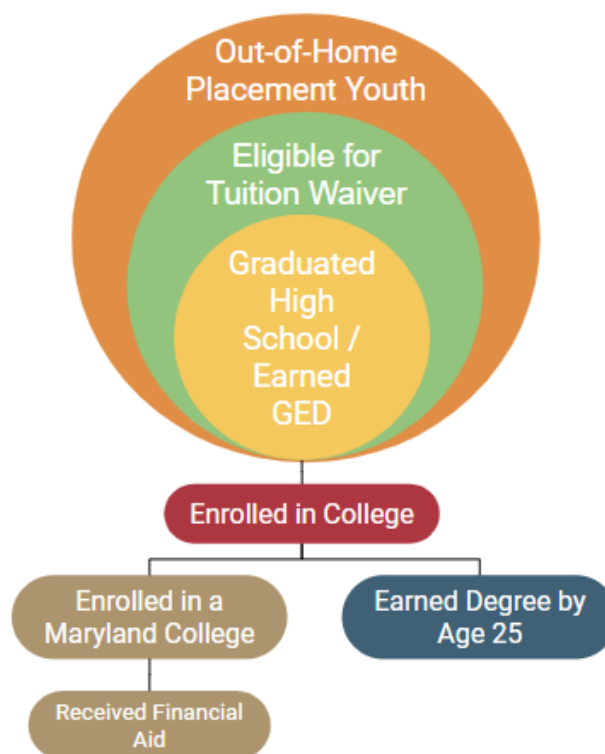 Out-of-Home
Placement Youth
Eligible for
Tuition Waiver
Graduated
High
School /
Earned
GED
Enrolled in College
Enrolled in a
Maryland College
Earned Degree by
Age 25
Received Financial
Aid